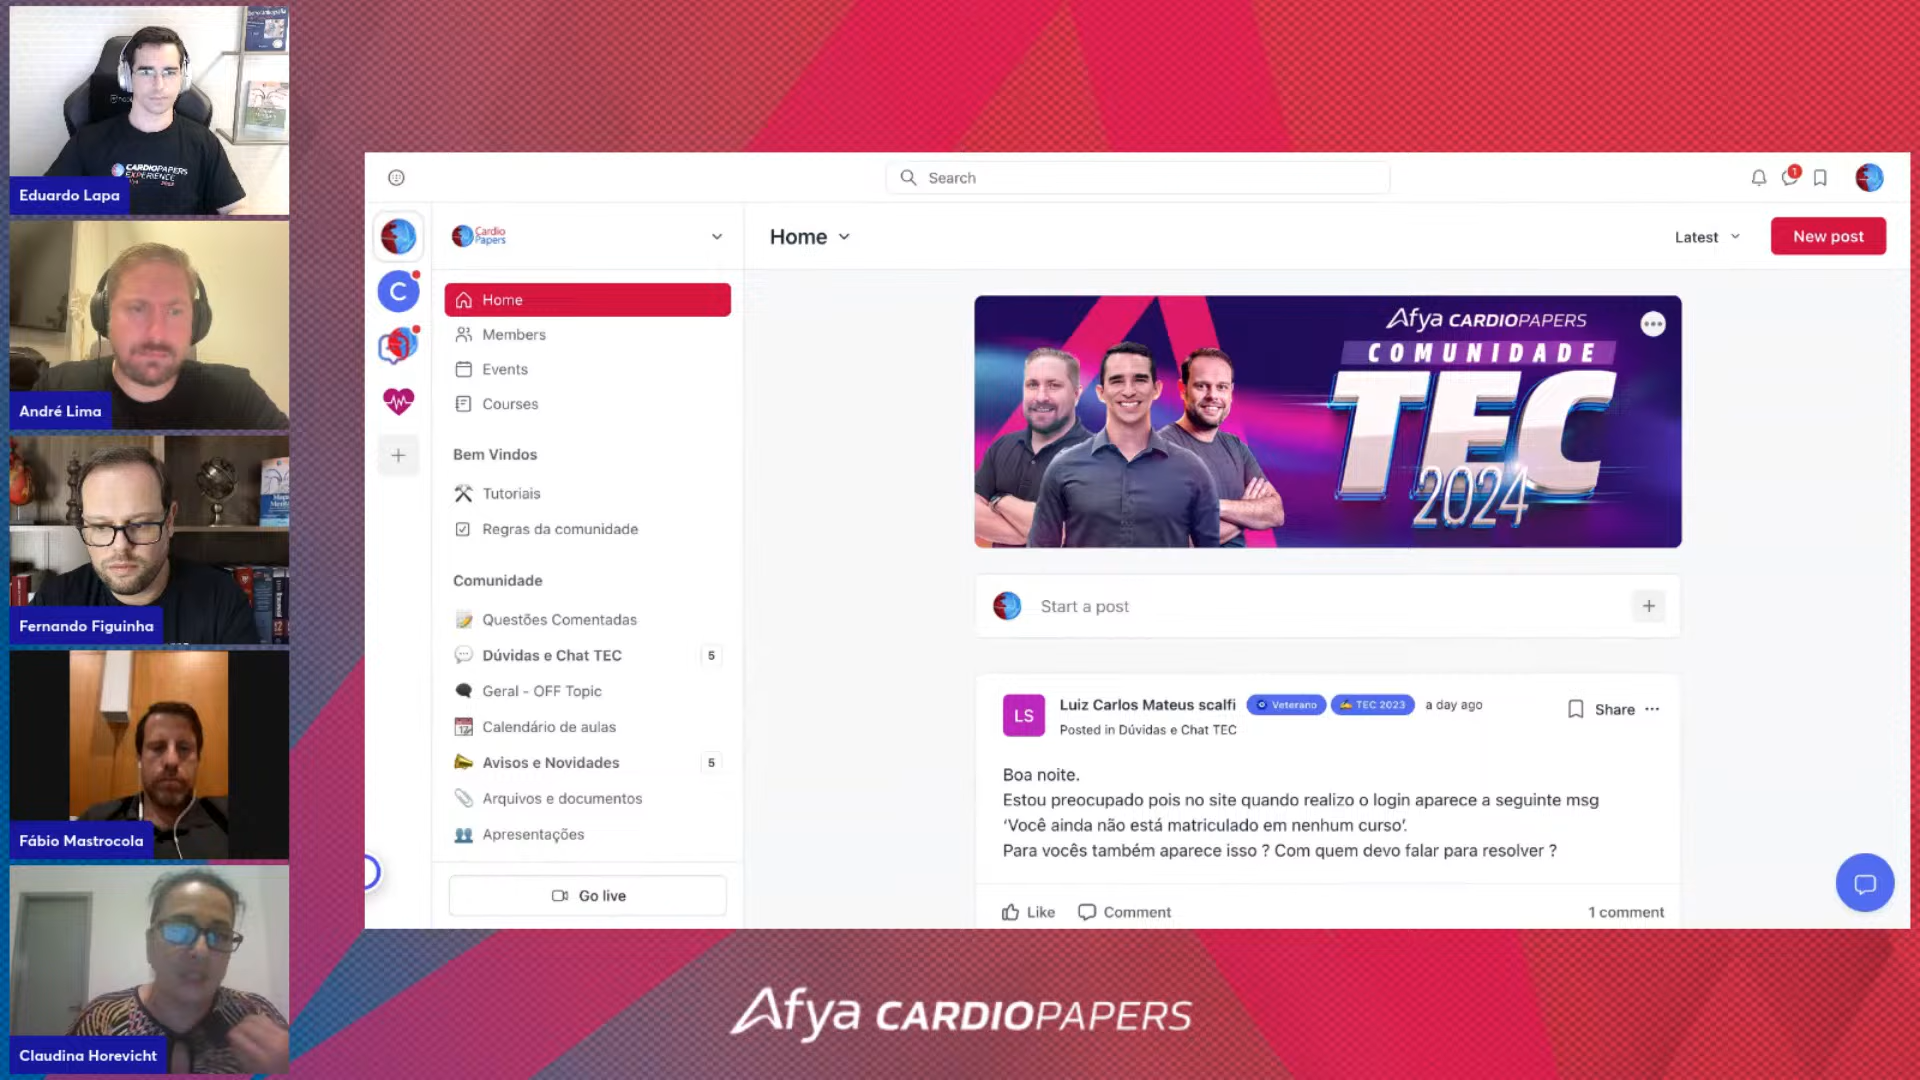 CARDIOPAPERS
EXPERIENCE
Eduardo Lapa
André Lima
Fernando Figuinha
Fábio Mastrocola
Claudina Horevicht
Search
1
Cardio
Papers
Home
Latest
New post
C
Home
Members
Events
Courses
Bem Vindos
Tutoriais
Regras da comunidade
Comunidade
Questões Comentadas
Dúvidas e Chat TEC 5
Geral - OFF Topic
Calendário de aulas
Avisos e Novidades 5
Arquivos e documentos
Apresentações
Go live
Afya CARDIOPAPERS
COMUNIDADE
TEC
2024
Start a post
LS
Luiz Carlos Mateus scalfi Veterano TEC 2023 a day ago
Share
Posted in Dúvidas e Chat TEC
Boa noite.
Estou preocupado pois no site quando realizo o login aparece a seguinte msg
‘Você ainda não está matriculado em nenhum curso’.
Para vocês também aparece isso ? Com quem devo falar para resolver ?
Like Comment 1 comment
Afya CARDIOPAPERS